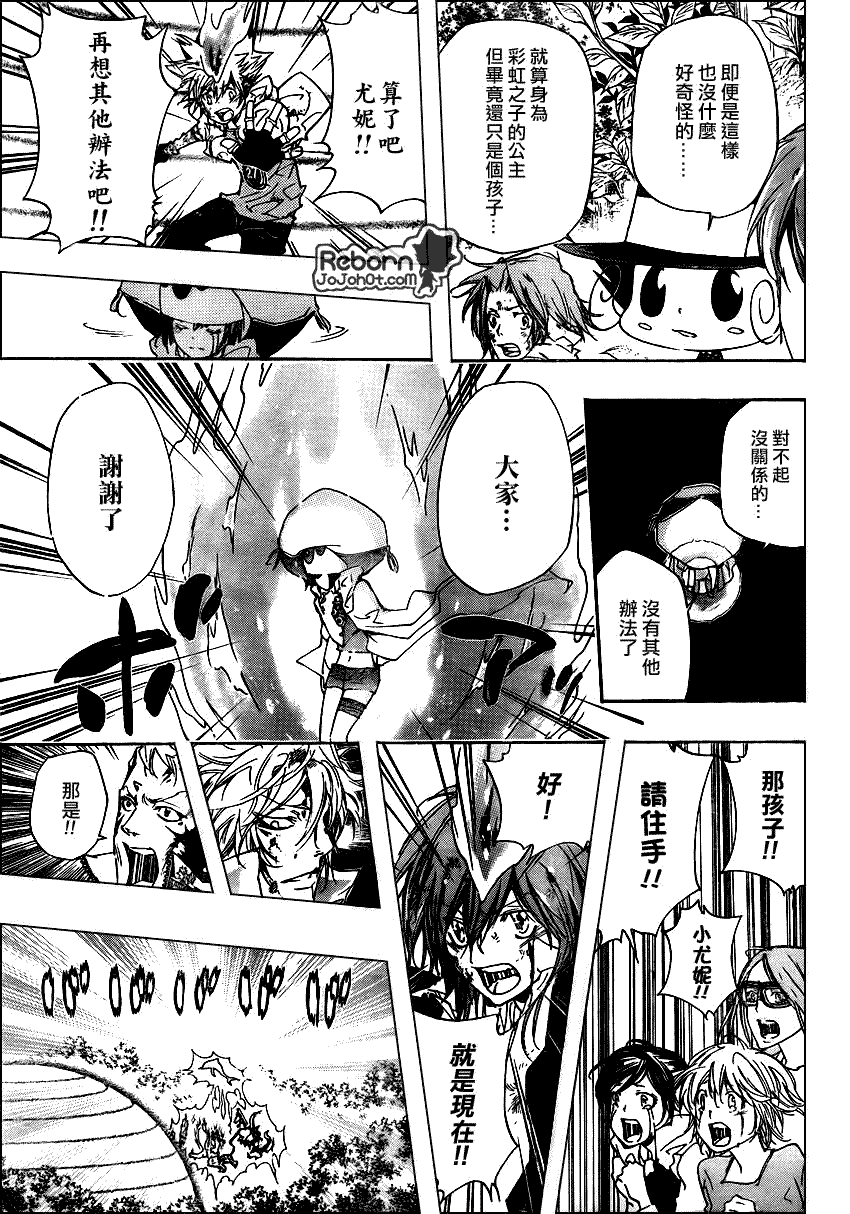 即便是這樣
也沒什麼
好奇怪的……
就算身為
彩虹之子的公主
但畢竟還
只是個孩子…
算了吧
尤妮!!
再想其他辦法吧!!
Reborn
JoJoHot.com
對不起
沒關係的…
沒有其他
辦法了
大家…
謝謝了
ボア
那孩子!!
請住手!!
小尤妮!!
好!
就是現在!!
那是!!